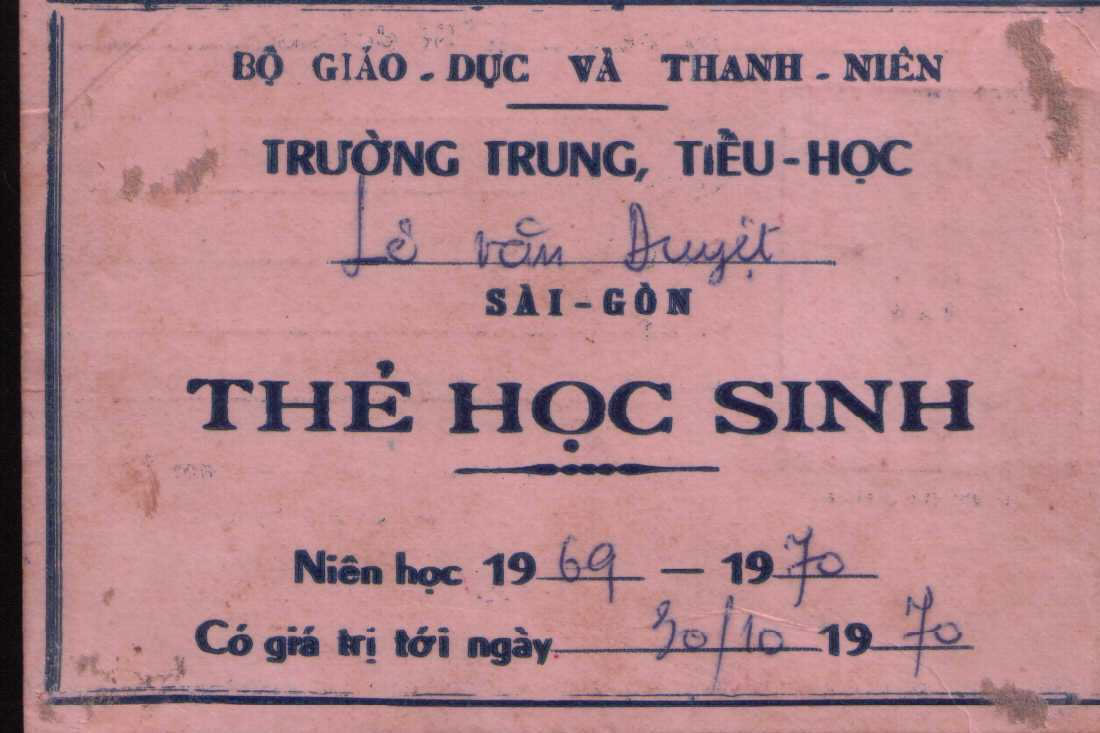 BỘ GIÁO - DỤC VÀ THANH - NIÊN
TRƯỜNG TRUNG, TIỀU-HỌC
Lê văn Duyệt
SÀI-GÒN
THẺ HỌC SINH
Niên học 1969 — 1970
Có giá trị tới ngày 30/10 1970